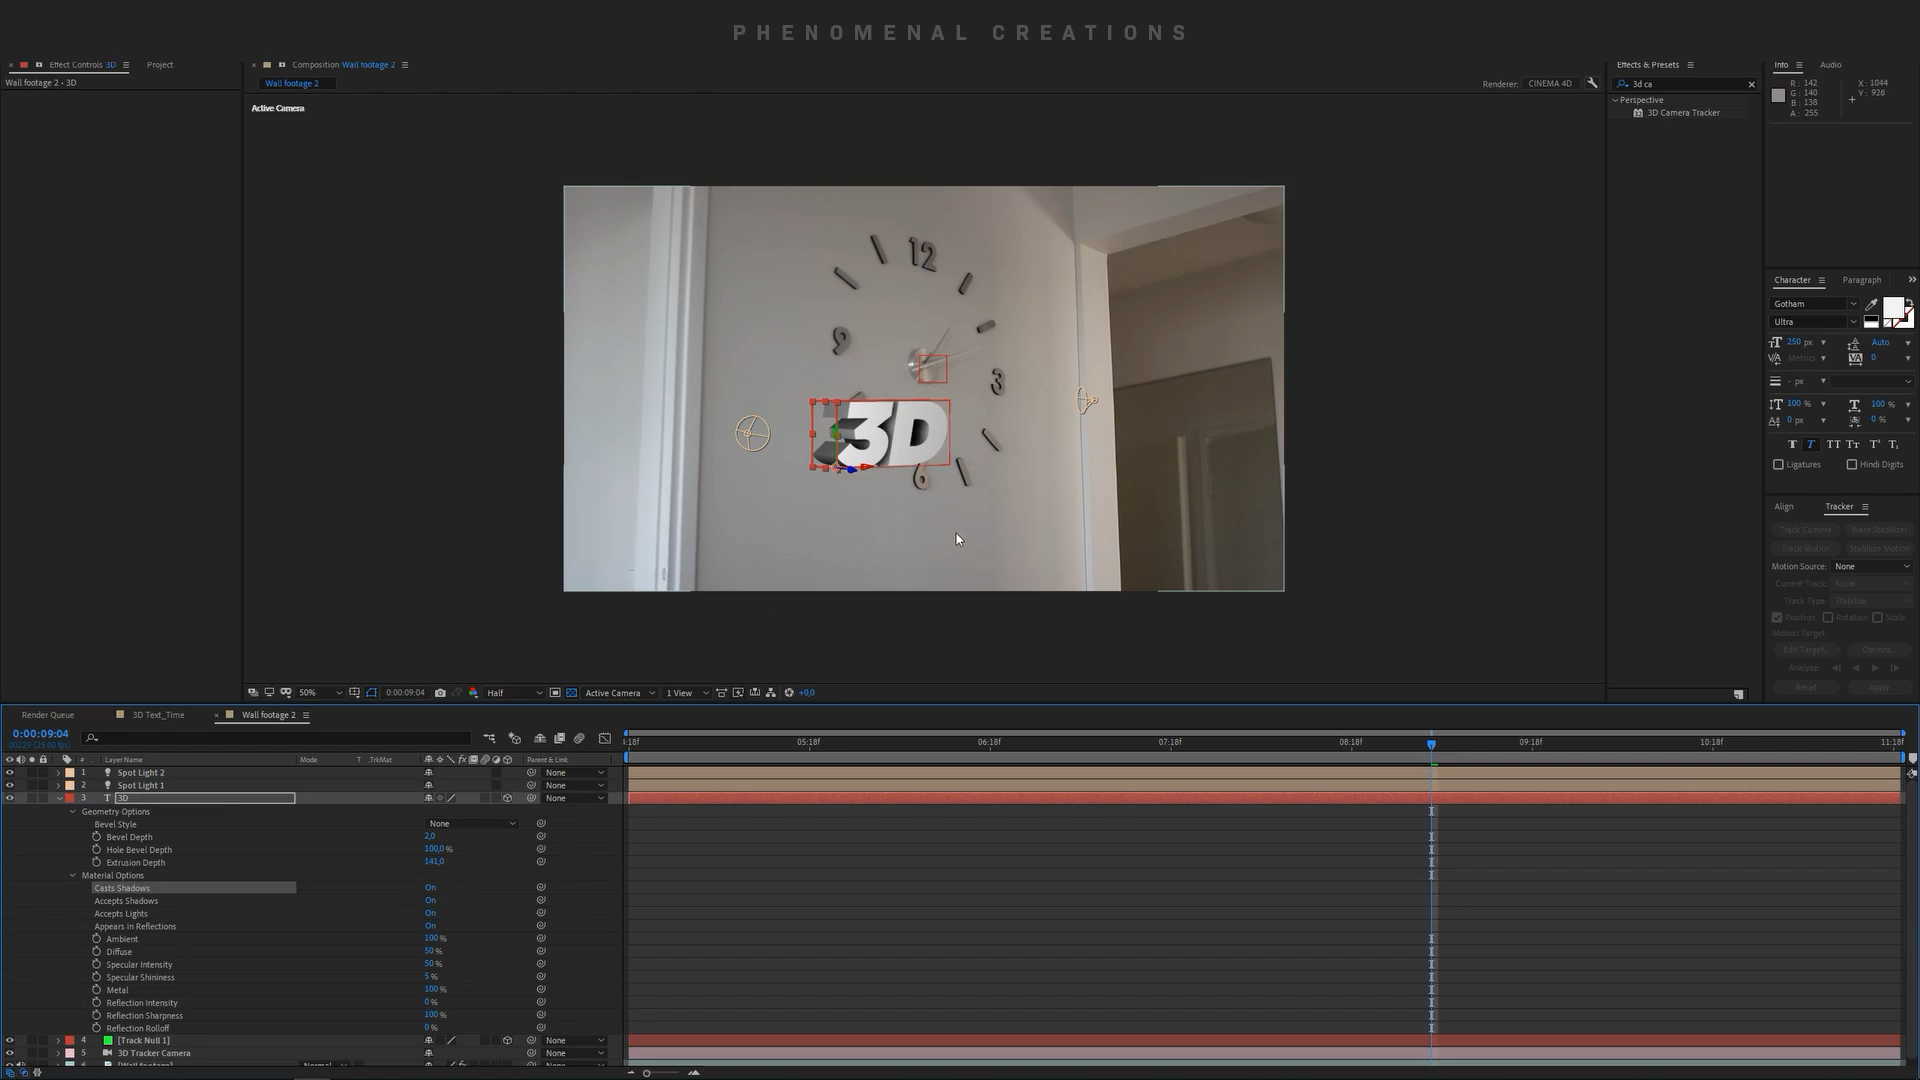 PHENOMENAL CREATIONS
Effect Controls 3D
Project
Wall footage 2 • 3D
Composition Wall footage 2
Wall footage 2
Renderer: CINEMA 4D
Active Camera
12
9
3
3D
6
50%
0:00:09:04
Half
Active Camera
1 View
+0,0
Effects & Presets
3d ca
Perspective
3D Camera Tracker
Info
Audio
R: 142
G: 140
B: 138
A: 255
X: 1044
Y: 926
Character
Paragraph
Gotham
Ultra
250 px
Auto
Metrics
0
- px
100 %
100 %
0 px
0 %
T T TT Tt T¹ T₁
Ligatures
Hindi Digits
Align
Tracker
Track Camera
Warp Stabilizer
Track Motion
Stabilize Motion
Motion Source: None
Current Track: None
Track Type: Stabilize
Position
Rotation
Scale
Motion Target:
Edit Target...
Options...
Analyze:
Reset
Apply
Render Queue
3D Text_Time
Wall footage 2
0:00:09:04
00229 (25.00 fps)
05:18f
06:18f
07:18f
08:18f
09:18f
10:18f
11:18f
# Layer Name Mode T .TrkMat Parent & Link
1 Spot Light 2 None
2 Spot Light 1 None
3 T 3D None
Geometry Options
Bevel Style None
Bevel Depth 2,0
Hole Bevel Depth 100,0 %
Extrusion Depth 141,0
Material Options
Casts Shadows On
Accepts Shadows On
Accepts Lights On
Appears in Reflections On
Ambient 100 %
Diffuse 50 %
Specular Intensity 50 %
Specular Shininess 5 %
Metal 100 %
Reflection Intensity 0 %
Reflection Sharpness 100 %
Reflection Rolloff 0 %
4 [Track Null 1] None
5 3D Tracker Camera None